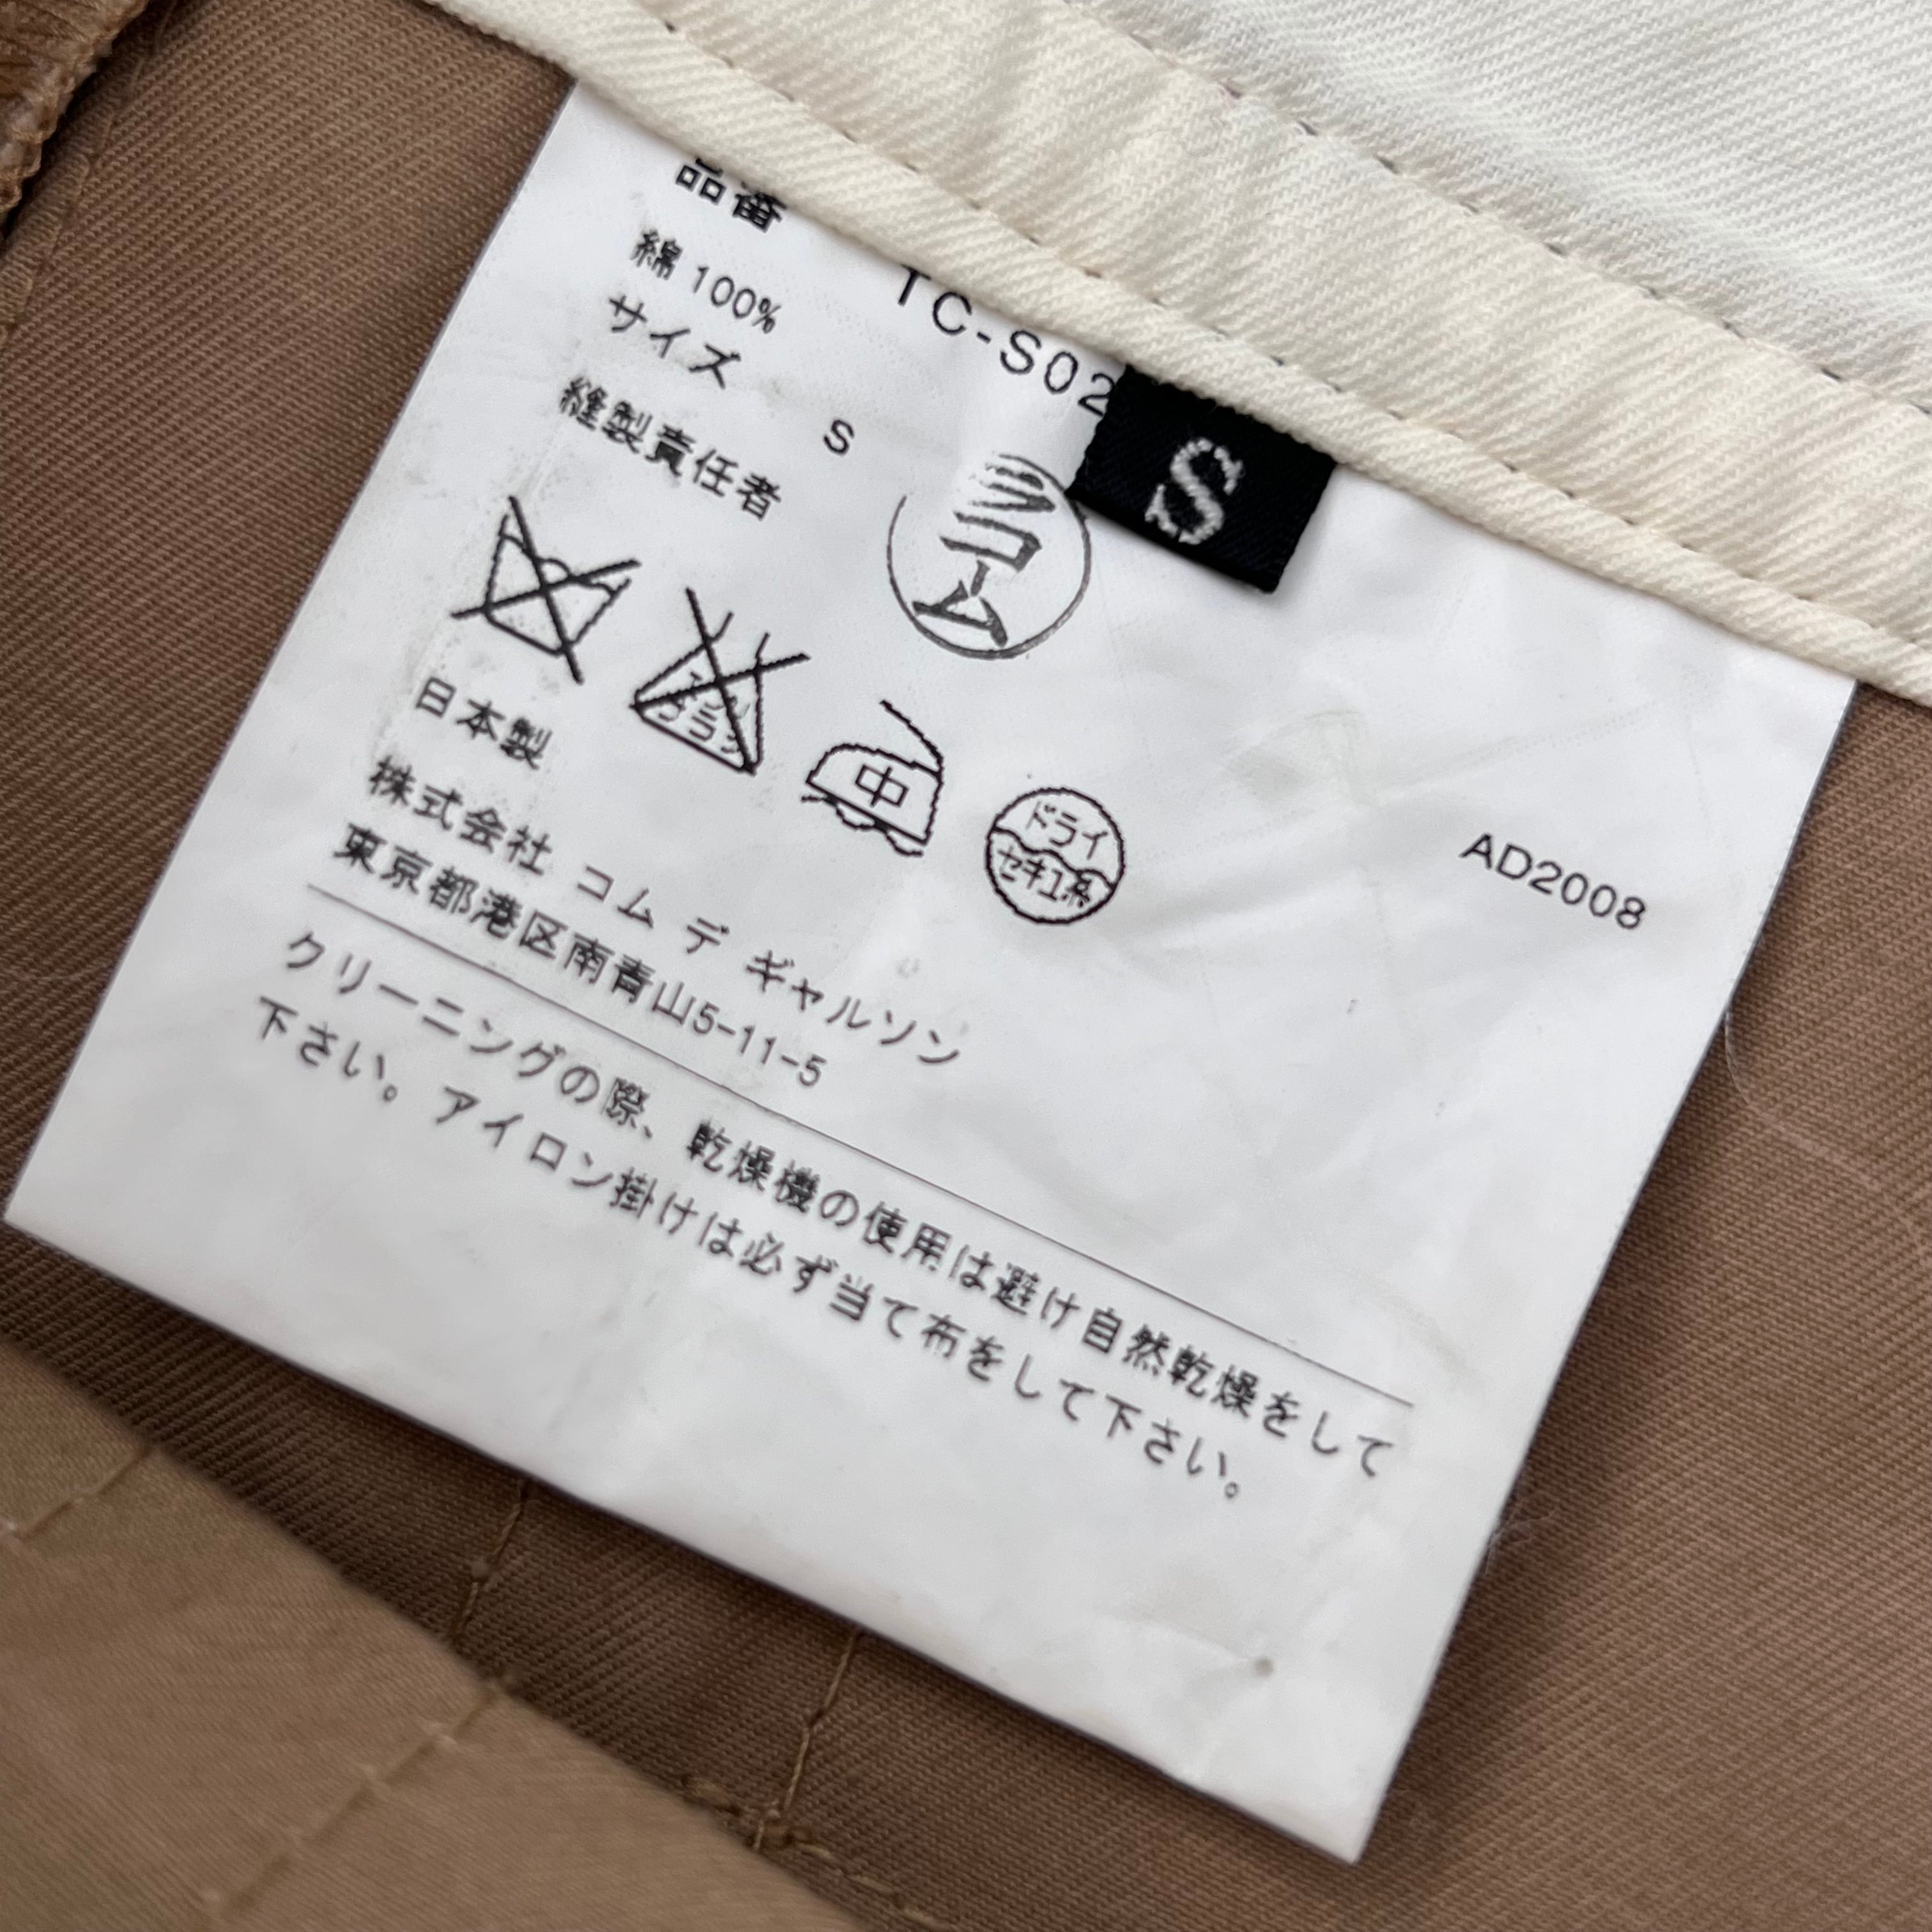 品番
TC-S02
綿 100%
サイズ S
縫製責任者
コム
S
中
ドライ
セキユ系
日本製
AD2008
株式会社 コム デ ギャルソン
東京都港区南青山5-11-5
クリーニングの際、乾燥機の使用は避け自然乾燥をして
下さい。アイロン掛けは必ず当て布をして下さい。